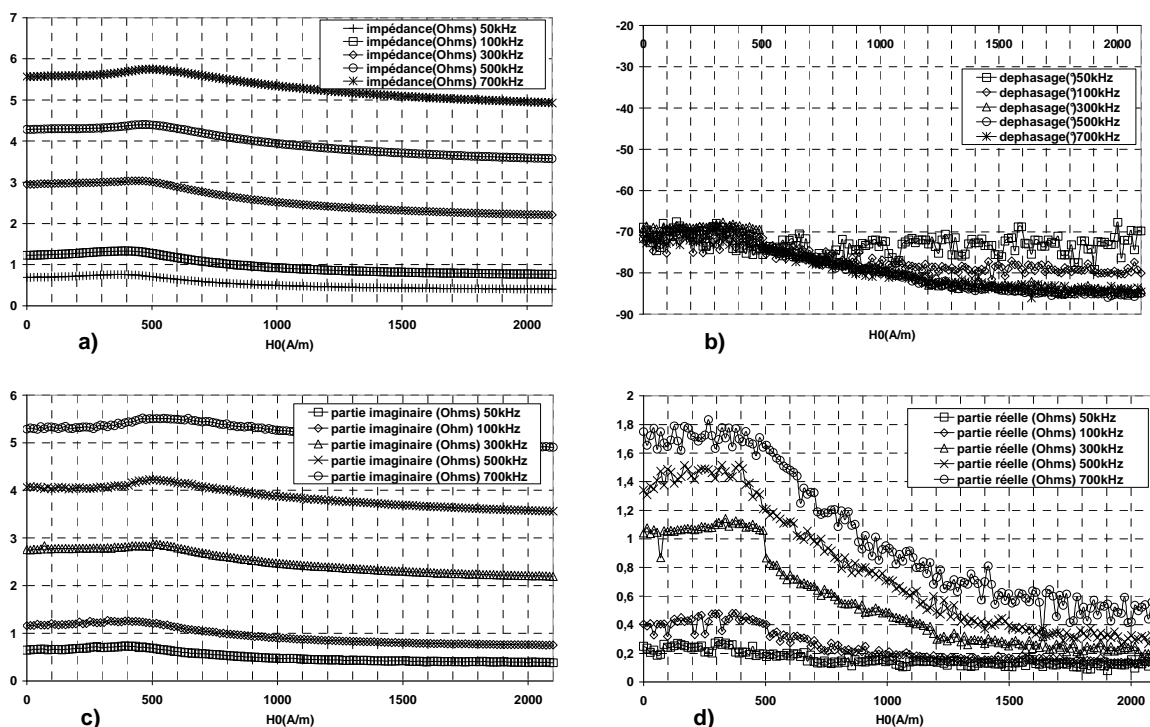 7
6
5
4
3
2
1
0
impédance(Ohms) 50kHz
impédance(Ohms) 100kHz
impédance(Ohms) 300kHz
impédance(Ohms) 500kHz
impédance(Ohms) 700kHz
0 500 1000 1500 2000
H0(A/m)
a)
-20
-30
-40
-50
-60
-70
-80
-90
0 500 1000 1500 2000
dephasage(°)50kHz
dephasage(°)100kHz
dephasage(°)300kHz
dephasage(°)500kHz
dephasage(°)700kHz
H0(A/m)
b)
6
5
4
3
2
1
0
partie imaginaire (Ohms) 50kHz
partie imaginaire (Ohm) 100kHz
partie imaginaire (Ohms) 300kHz
partie imaginaire (Ohms) 500kHz
partie imaginaire (Ohms) 700kHz
0 500 1000 1500 2000
H0(A/m)
c)
2
1,8
1,6
1,4
1,2
1
0,8
0,6
0,4
0,2
0
partie réelle (Ohms) 50kHz
partie réelle (Ohms) 100kHz
partie réelle (Ohms) 300kHz
partie réelle (Ohms) 500kHz
partie réelle (Ohms) 700kHz
0 500 1000 1500 2000
H0(A/m)
d)